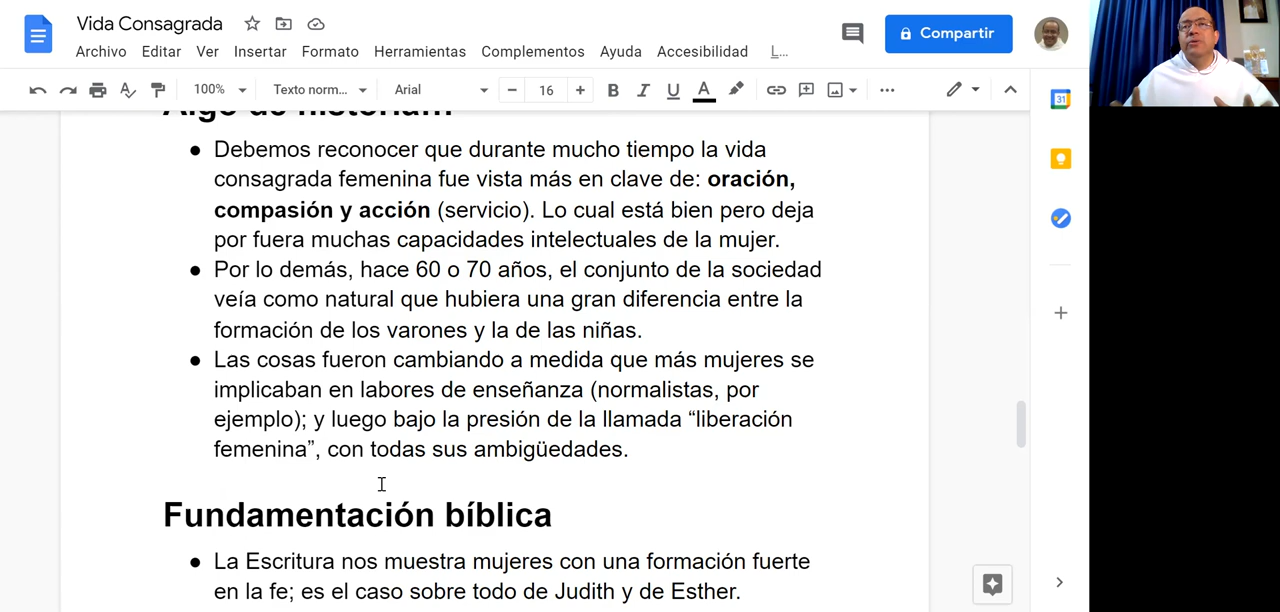 Vida Consagrada
Archivo Editar Ver Insertar Formato Herramientas Complementos Ayuda Accesibilidad L...
Compartir
100% Texto norm... Arial − 16 + B I U A
31
Algo de historiam
● Debemos reconocer que durante mucho tiempo la vida
consagrada femenina fue vista más en clave de: oración,
compasión y acción (servicio). Lo cual está bien pero deja
por fuera muchas capacidades intelectuales de la mujer.
● Por lo demás, hace 60 o 70 años, el conjunto de la sociedad
veía como natural que hubiera una gran diferencia entre la
formación de los varones y la de las niñas.
● Las cosas fueron cambiando a medida que más mujeres se
implicaban en labores de enseñanza (normalistas, por
ejemplo); y luego bajo la presión de la llamada “liberación
femenina”, con todas sus ambigüedades.
Fundamentación bíblica
● La Escritura nos muestra mujeres con una formación fuerte
en la fe; es el caso sobre todo de Judith y de Esther.